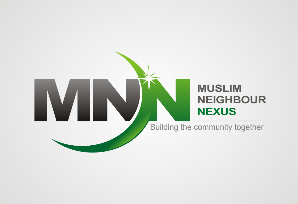 MNN
MUSLIM
NEIGHBOUR
NEXUS
Building the community together